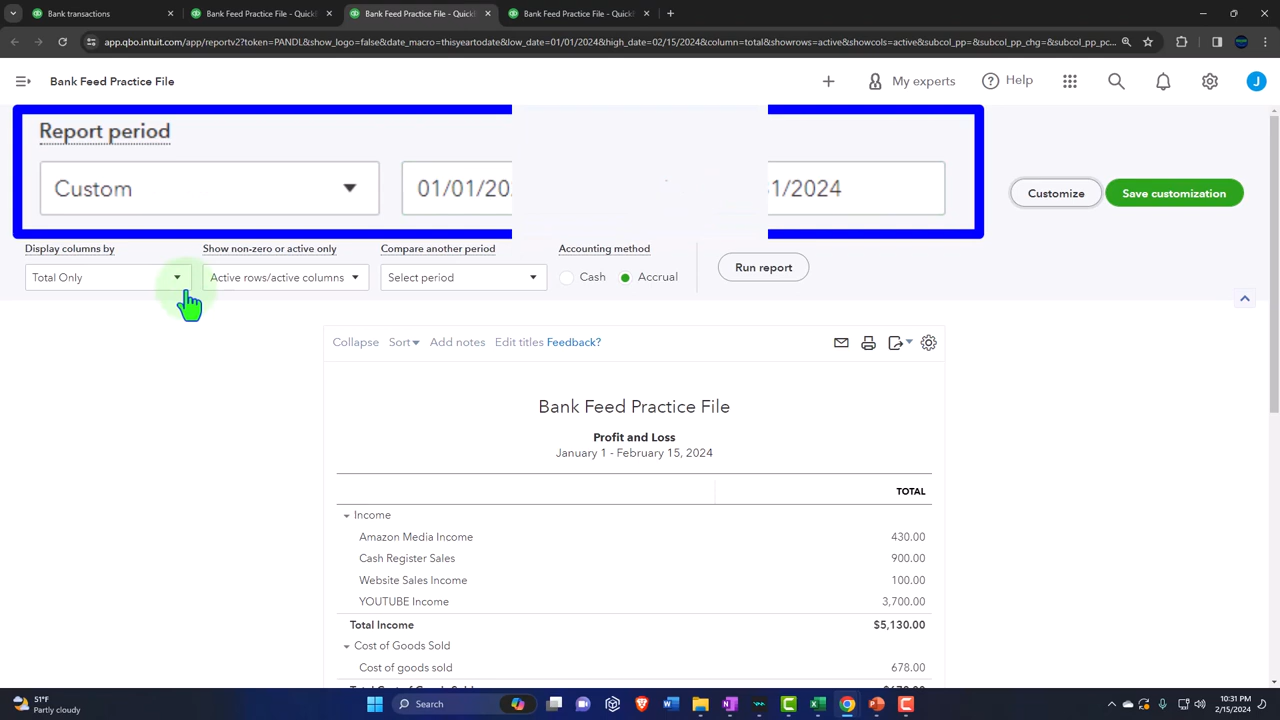 Bank transactions
Bank Feed Practice File - QuickB
Bank Feed Practice File - QuickB
Bank Feed Practice File - QuickB
app.qbo.intuit.com/app/reportv2?token=PANDL&show_logo=false&date_macro=thisyeartodate&low_date=01/01/2024&high_date=02/15/2024&column=total&showrows=active&subcol_pp=&subcol_pp_chg=&subcol_pp_pc...
Bank Feed Practice File
My experts
Help
J
Report period
Custom
01/01/20
1/2024
Customize
Save customization
Display columns by
Show non-zero or active only
Compare another period
Accounting method
Total Only
Active rows/active columns
Select period
Cash
Accrual
Run report
Collapse
Sort
Add notes
Edit titles
Feedback?
Bank Feed Practice File
Profit and Loss
January 1 - February 15, 2024
TOTAL
Income
Amazon Media Income 430.00
Cash Register Sales 900.00
Website Sales Income 100.00
YOUTUBE Income 3,700.00
Total Income $5,130.00
Cost of Goods Sold
Cost of goods sold 678.00
51°F
Partly cloudy
Search
10:31 PM
2/15/2024